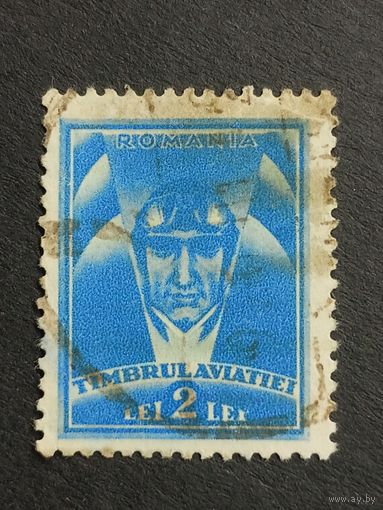 ROMANIA
TIMBRUL AVIATIEI
LEI 2 LEI
www.ay.by